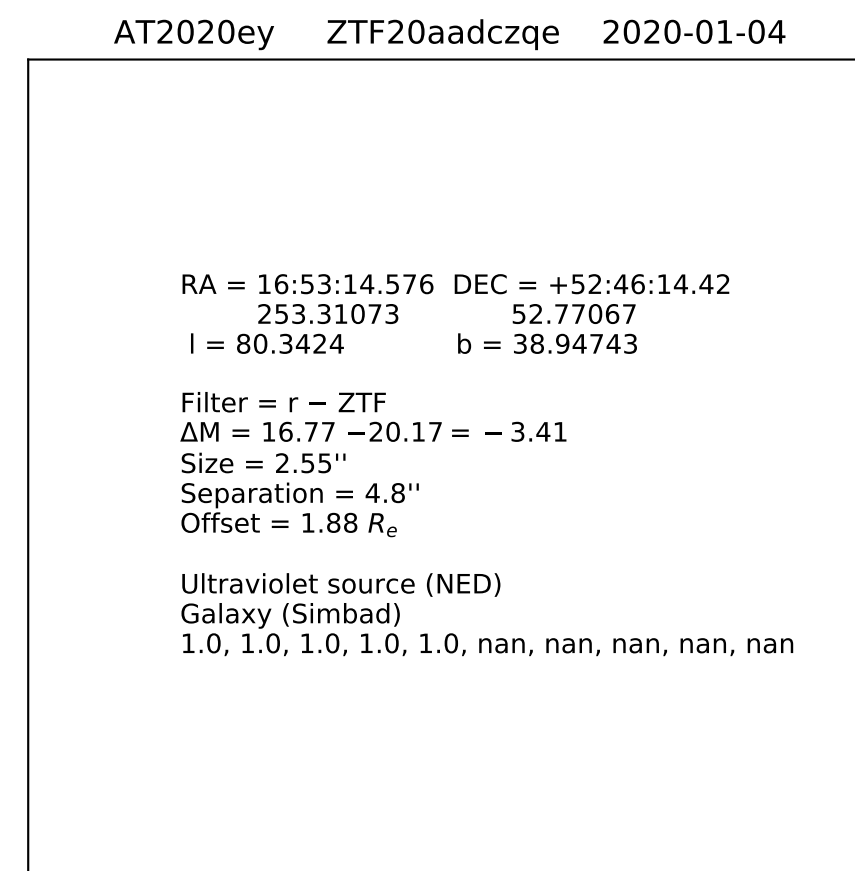 AT2020ey ZTF20aadczqe 2020-01-04
RA = 16:53:14.576 DEC = +52:46:14.42
253.31073 52.77067
l = 80.3424 b = 38.94743
Filter = r − ZTF
ΔM = 16.77 −20.17 = −3.41
Size = 2.55''
Separation = 4.8''
Offset = 1.88 Re
Ultraviolet source (NED)
Galaxy (Simbad)
1.0, 1.0, 1.0, 1.0, 1.0, nan, nan, nan, nan, nan